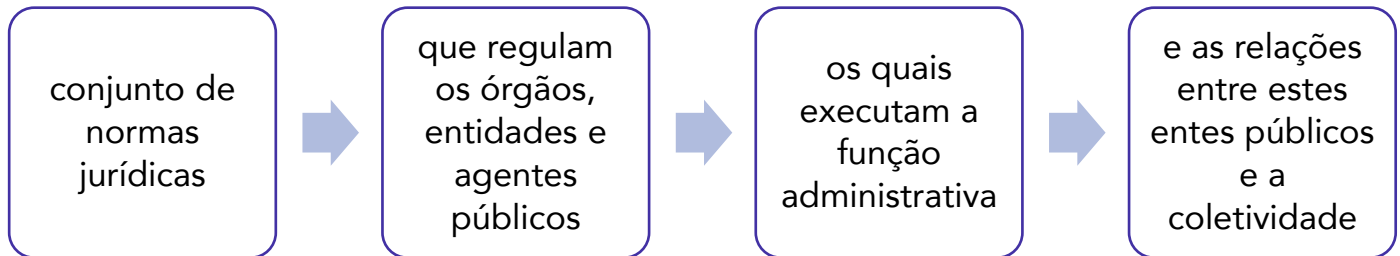 conjunto de
normas
jurídicas
que regulam
os órgãos,
entidades e
agentes
públicos
os quais
executam a
função
administrativa
e as relações
entre estes
entes públicos
e a
coletividade